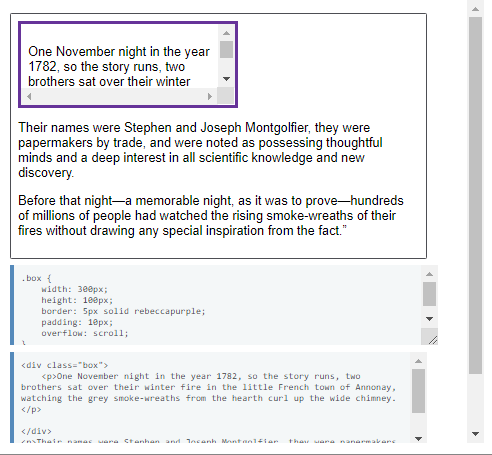 One November night in the year
1782, so the story runs, two
brothers sat over their winter
Their names were Stephen and Joseph Montgolfier, they were
papermakers by trade, and were noted as possessing thoughtful
minds and a deep interest in all scientific knowledge and new
discovery.
Before that night—a memorable night, as it was to prove—hundreds
of millions of people had watched the rising smoke-wreaths of their
fires without drawing any special inspiration from the fact.”
.box {
width: 300px;
height: 100px;
border: 5px solid rebeccapurple;
padding: 10px;
overflow: scroll;
}
<div class="box">
<p>One November night in the year 1782, so the story runs, two
brothers sat over their winter fire in the little French town of Annonay,
watching the grey smoke-wreaths from the hearth curl up the wide chimney.
</p>
</div>
<p>Their names were Stephen and Joseph Montgolfier, they were papermakers